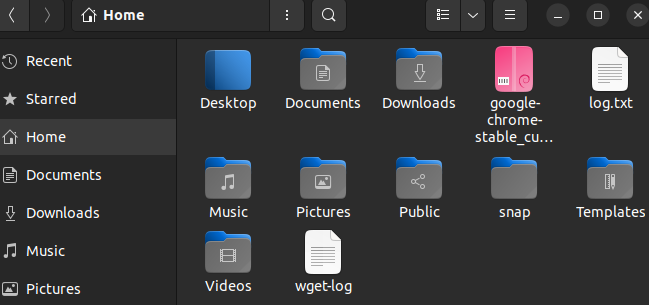 Home
Recent
Starred
Home
Documents
Downloads
Music
Pictures
Desktop
Documents
Downloads
google-
chrome-
stable_cu...
log.txt
Music
Pictures
Public
snap
Templates
Videos
wget-log